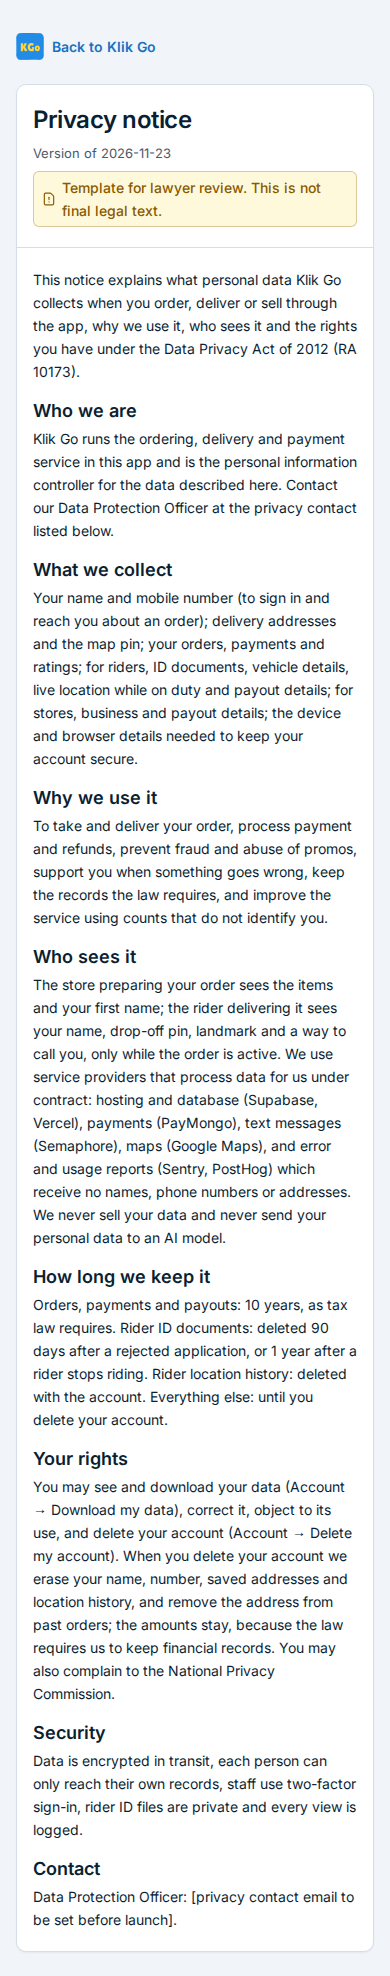 KGo Back to Klik Go
Privacy notice
Version of 2026-11-23
Template for lawyer review. This is not
final legal text.
This notice explains what personal data Klik Go
collects when you order, deliver or sell through
the app, why we use it, who sees it and the rights
you have under the Data Privacy Act of 2012 (RA
10173).
Who we are
Klik Go runs the ordering, delivery and payment
service in this app and is the personal information
controller for the data described here. Contact
our Data Protection Officer at the privacy contact
listed below.
What we collect
Your name and mobile number (to sign in and
reach you about an order); delivery addresses
and the map pin; your orders, payments and
ratings; for riders, ID documents, vehicle details,
live location while on duty and payout details; for
stores, business and payout details; the device
and browser details needed to keep your
account secure.
Why we use it
To take and deliver your order, process payment
and refunds, prevent fraud and abuse of promos,
support you when something goes wrong, keep
the records the law requires, and improve the
service using counts that do not identify you.
Who sees it
The store preparing your order sees the items
and your first name; the rider delivering it sees
your name, drop-off pin, landmark and a way to
call you, only while the order is active. We use
service providers that process data for us under
contract: hosting and database (Supabase,
Vercel), payments (PayMongo), text messages
(Semaphore), maps (Google Maps), and error
and usage reports (Sentry, PostHog) which
receive no names, phone numbers or addresses.
We never sell your data and never send your
personal data to an AI model.
How long we keep it
Orders, payments and payouts: 10 years, as tax
law requires. Rider ID documents: deleted 90
days after a rejected application, or 1 year after a
rider stops riding. Rider location history: deleted
with the account. Everything else: until you
delete your account.
Your rights
You may see and download your data (Account
→ Download my data), correct it, object to its
use, and delete your account (Account → Delete
my account). When you delete your account we
erase your name, number, saved addresses and
location history, and remove the address from
past orders; the amounts stay, because the law
requires us to keep financial records. You may
also complain to the National Privacy
Commission.
Security
Data is encrypted in transit, each person can
only reach their own records, staff use two-factor
sign-in, rider ID files are private and every view is
logged.
Contact
Data Protection Officer: [privacy contact email to
be set before launch].